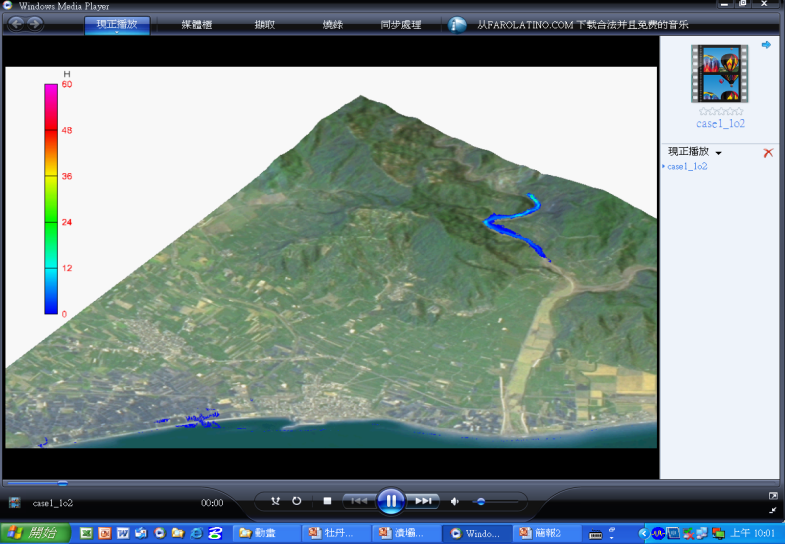 Windows Media Player
現正播放 媒體櫃 擷取 燒錄 同步處理 从FAROLATINO.COM 下载合法并且免费的音乐
H
60
48
36
24
12
0
case1_1o2
現正播放
case1_1o2
case1_1o2 00:00
開始 動畫 牡丹... 潰壩... Windo... 簡報2 上午 10:01